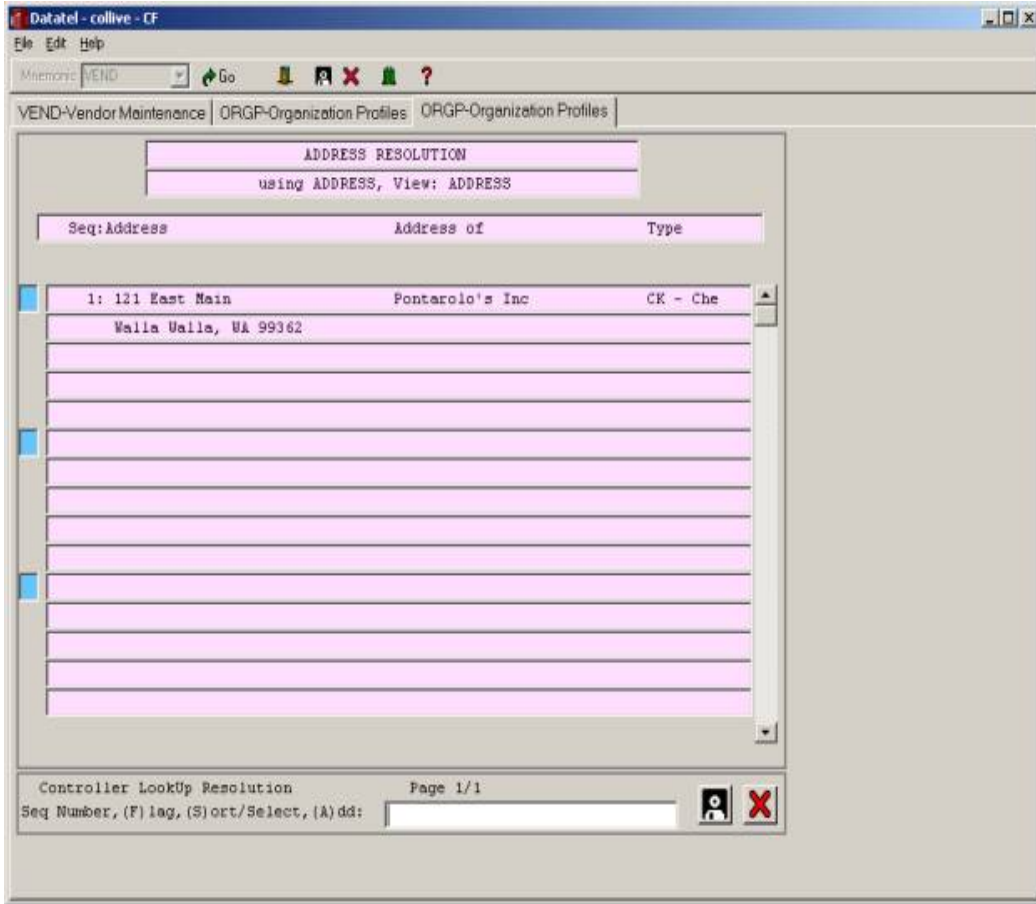 Datatel - collive - CF
File Edit Help
Mnemonic VEND Go ?
VEND-Vendor Maintenance ORGP-Organization Profiles ORGP-Organization Profiles
ADDRESS RESOLUTION
using ADDRESS, View: ADDRESS
Seq:Address Address of Type
1: 121 East Main Pontarolo's Inc CK - Che
Walla Walla, WA 99362
Controller LookUp Resolution Page 1/1
Seq Number,(F)lag,(S)ort/Select,(A)dd: